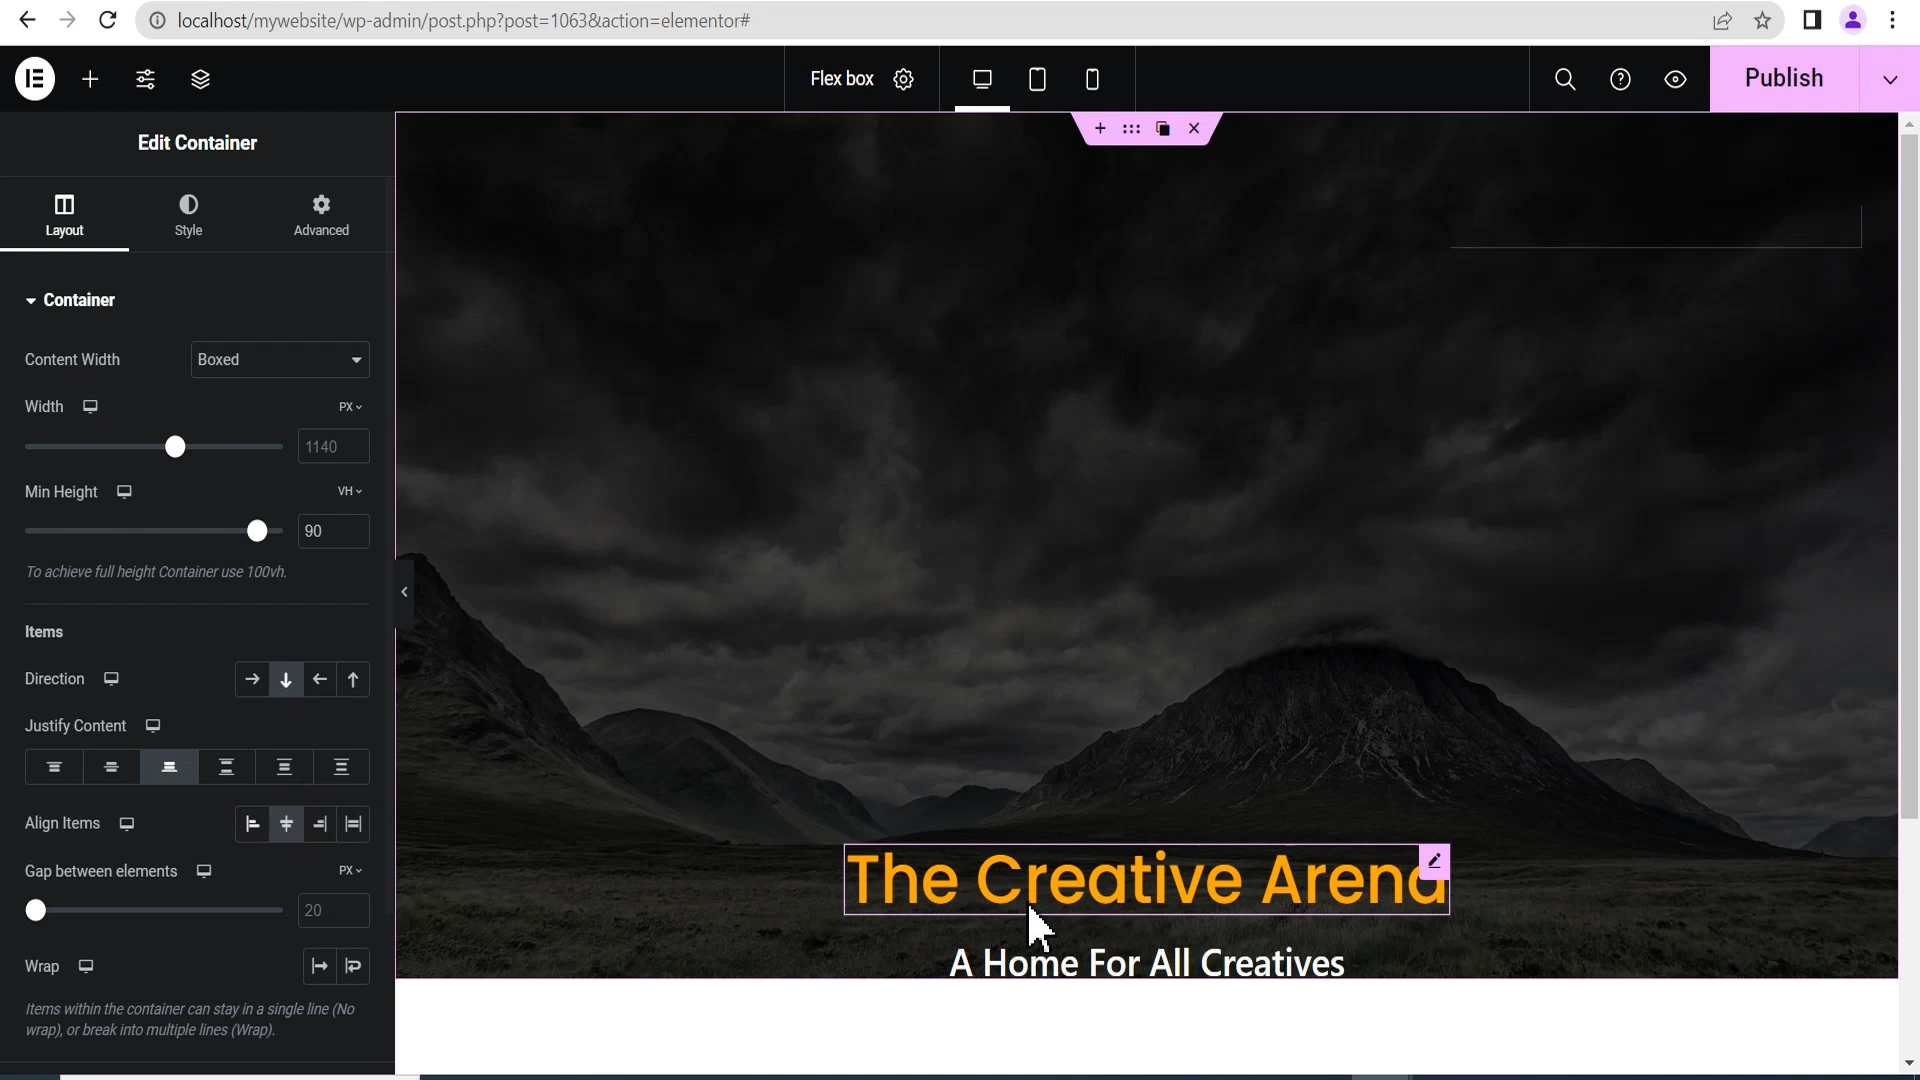 localhost/mywebsite/wp-admin/post.php?post=1063&action=elementor#
Flex box
Publish
Edit Container
Layout
Style
Advanced
Container
Content Width
Boxed
Width
PX
1140
Min Height
VH
90
To achieve full height Container use 100vh.
Items
Direction
Justify Content
Align Items
Gap between elements
PX
20
Wrap
Items within the container can stay in a single line (No
wrap), or break into multiple lines (Wrap).
The Creative Arena
A Home For All Creatives